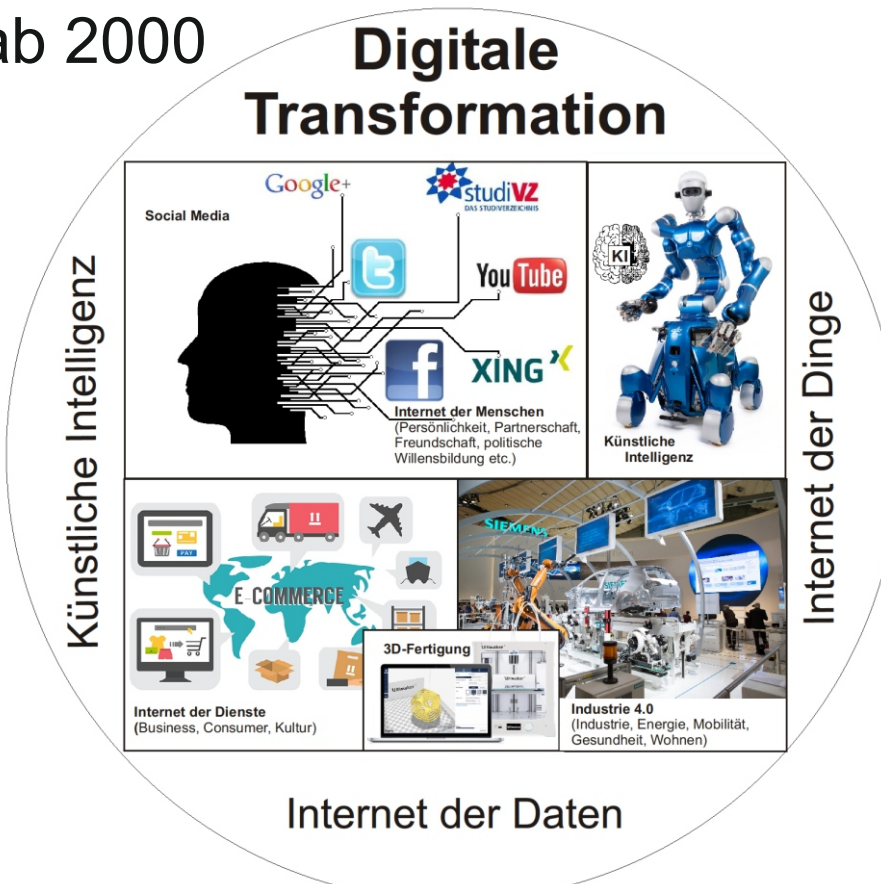 ab 2000
Digitale
Transformation
Künstliche Intelligenz
Internet der Dinge
Internet der Daten
Social Media
Google+
studiVZ
DAS STUDIVERZEICHNIS
YouTube
XING
Internet der Menschen
(Persönlichkeit, Partnerschaft,
Freundschaft, politische
Willensbildung etc.)
KI
Künstliche
Intelligenz
PAY
E-COMMERCE
Internet der Dienste
(Business, Consumer, Kultur)
3D-Fertigung
Ultimaker
SIEMENS
Industrie 4.0
(Industrie, Energie, Mobilität,
Gesundheit, Wohnen)